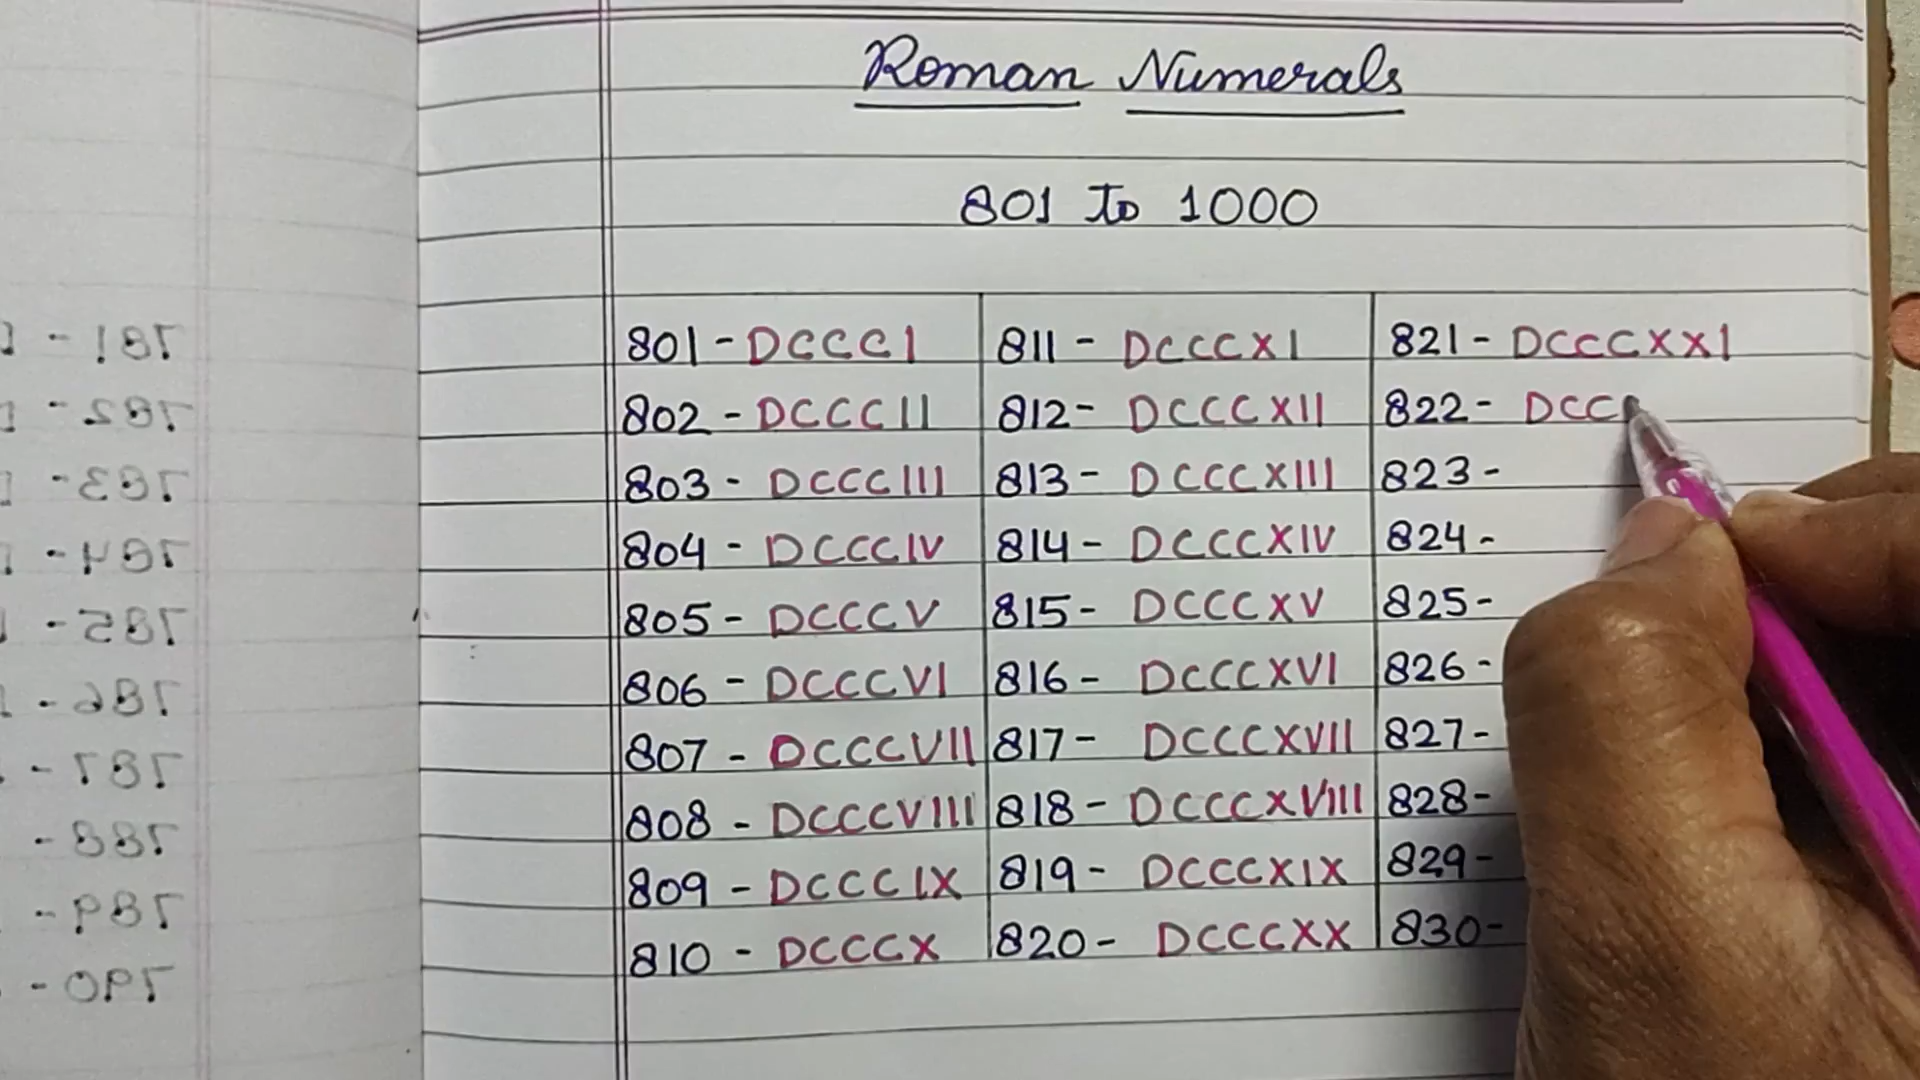 Roman Numerals
801 To 1000
801 - DCCCI
802 - DCCCII
803 - DCCCIII
804 - DCCCIV
805 - DCCCV
806 - DCCCVI
807 - DCCCVII
808 - DCCCVIII
809 - DCCCIX
810 - DCCCX
811 - DCCCXI
812 - DCCCXII
813 - DCCCXIII
814 - DCCCXIV
815 - DCCCXV
816 - DCCCXVI
817 - DCCCXVII
818 - DCCCXVIII
819 - DCCCXIX
820 - DCCCXX
821 - DCCCXXI
822 - DCC
823 -
824 -
825 -
826 -
827 -
828 -
829 -
830 -